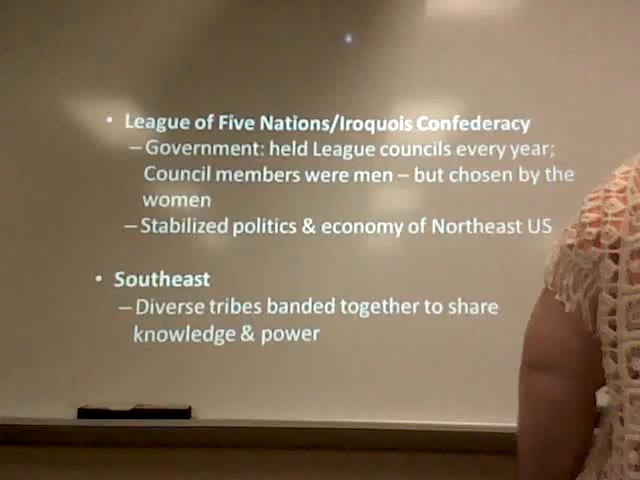 • League of Five Nations/Iroquois Confederacy
– Government: held League councils every year;
Council members were men – but chosen by the
women
– Stabilized politics & economy of Northeast US
• Southeast
– Diverse tribes banded together to share
knowledge & power